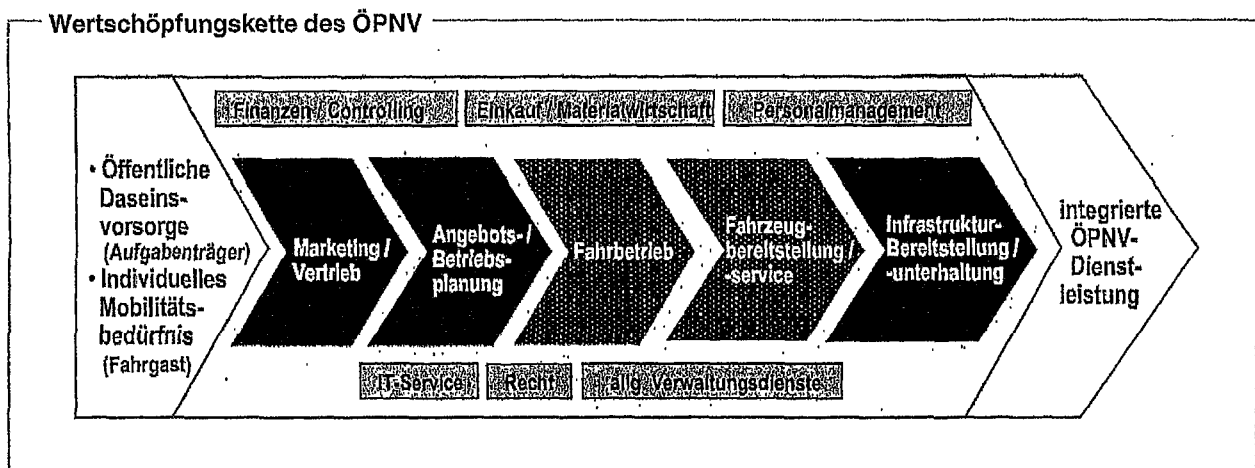 Wertschöpfungskette des ÖPNV
Finanzen / Controlling
Einkauf / Materialwirtschaft
Personalmanagement
• Öffentliche
Daseins-
vorsorge
(Aufgabenträger)
• Individuelles
Mobilitäts-
bedürfnis
(Fahrgast)
Marketing /
Vertrieb
Angebots- /
Betriebs-
planung
Fahrbetrieb
Fahrzeug-
bereitstellung /
-service
Infrastruktur-
Bereitstellung /
-unterhaltung
integrierte
ÖPNV-
Dienst-
leistung
IT-Service
Recht
allg. Verwaltungsdienste